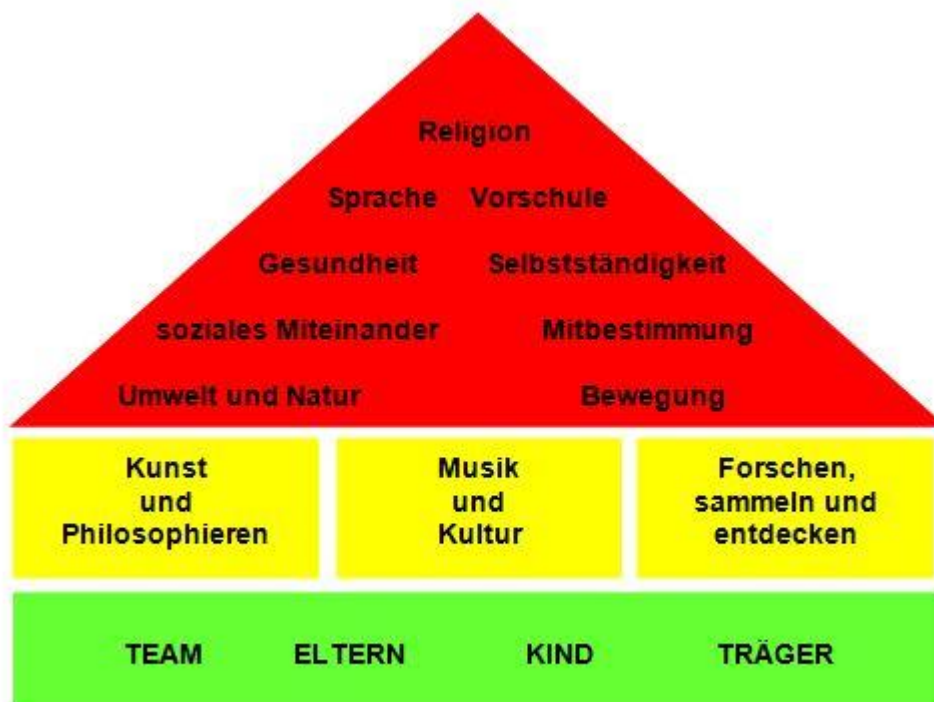 Religion
Sprache Vorschule
Gesundheit Selbstständigkeit
soziales Miteinander Mitbestimmung
Umwelt und Natur Bewegung
Kunst
und
Philosophieren
Musik
und
Kultur
Forschen,
sammeln und
entdecken
TEAM ELTERN KIND TRÄGER